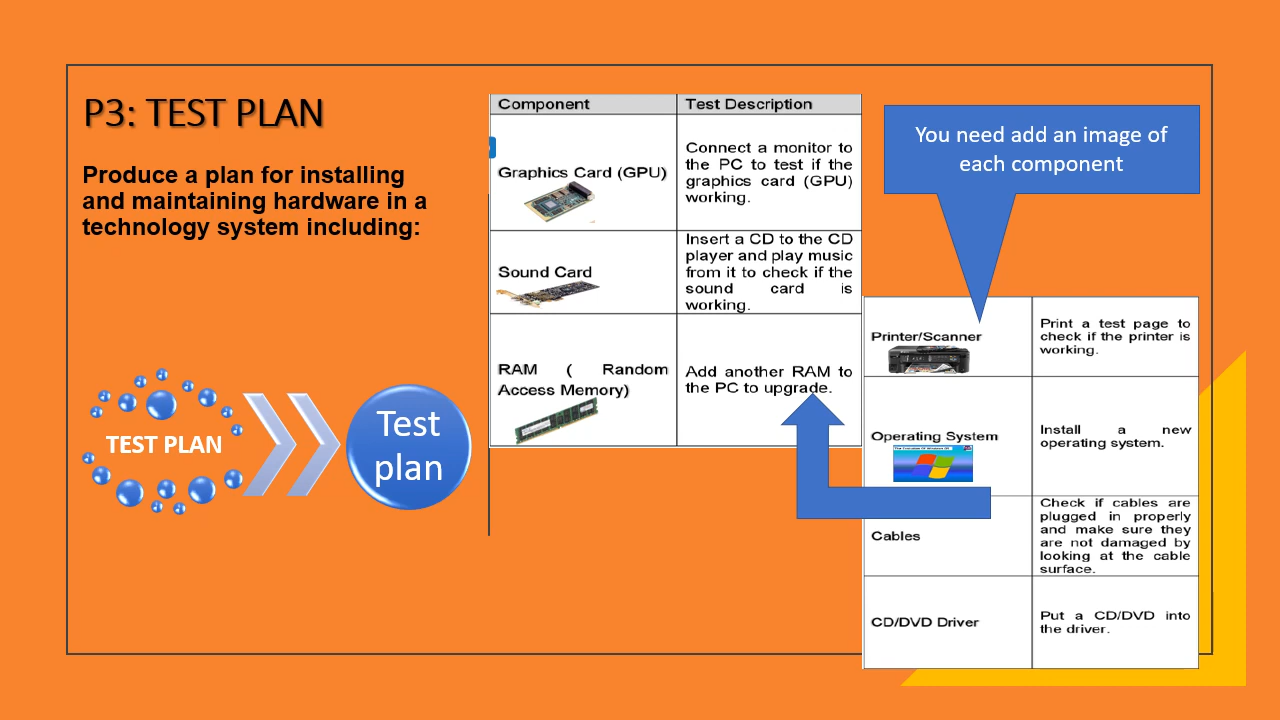 P3: TEST PLAN
Produce a plan for installing
and maintaining hardware in a
technology system including:
TEST PLAN
Test
plan
Component
Test Description
Graphics Card (GPU)
Connect a monitor to
the PC to test if the
graphics card (GPU)
working.
Sound Card
Insert a CD to the CD
player and play music
from it to check if the
sound card is
working.
RAM ( Random
Access Memory)
Add another RAM to
the PC to upgrade.
You need add an image of
each component
Printer/Scanner
Print a test page to
check if the printer is
working.
Operating System
Install a new
operating system.
Cables
Check if cables are
plugged in properly
and make sure they
are not damaged by
looking at the cable
surface.
CD/DVD Driver
Put a CD/DVD into
the driver.